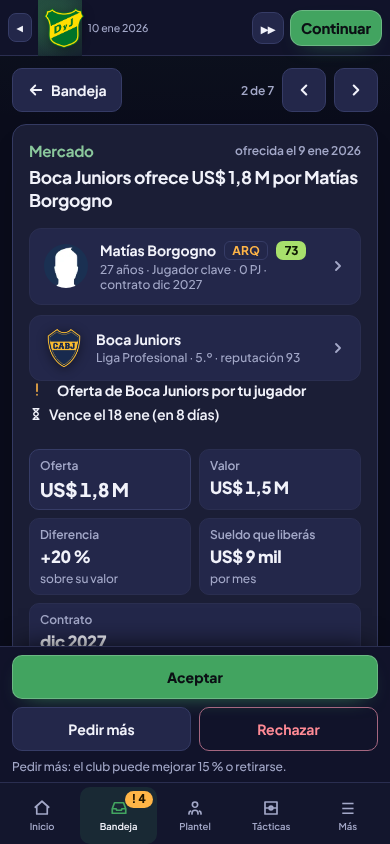 ◀
DyJ
10 ene 2026
▶▶
Continuar
← Bandeja
2 de 7
Mercado
ofrecida el 9 ene 2026
Boca Juniors ofrece US$ 1,8 M por Matías
Borgogno
Matías Borgogno ARQ 73
27 años · Jugador clave · 0 PJ ·
contrato dic 2027
CABJ
Boca Juniors
Liga Profesional · 5.º · reputación 93
! Oferta de Boca Juniors por tu jugador
Vence el 18 ene (en 8 días)
Oferta
US$ 1,8 M
Valor
US$ 1,5 M
Diferencia
+20 %
sobre su valor
Sueldo que liberás
US$ 9 mil
por mes
Contrato
dic 2027
Aceptar
Pedir más
Rechazar
Pedir más: el club puede mejorar 15 % o retirarse.
! 4
Inicio
Bandeja
Plantel
Tácticas
Más